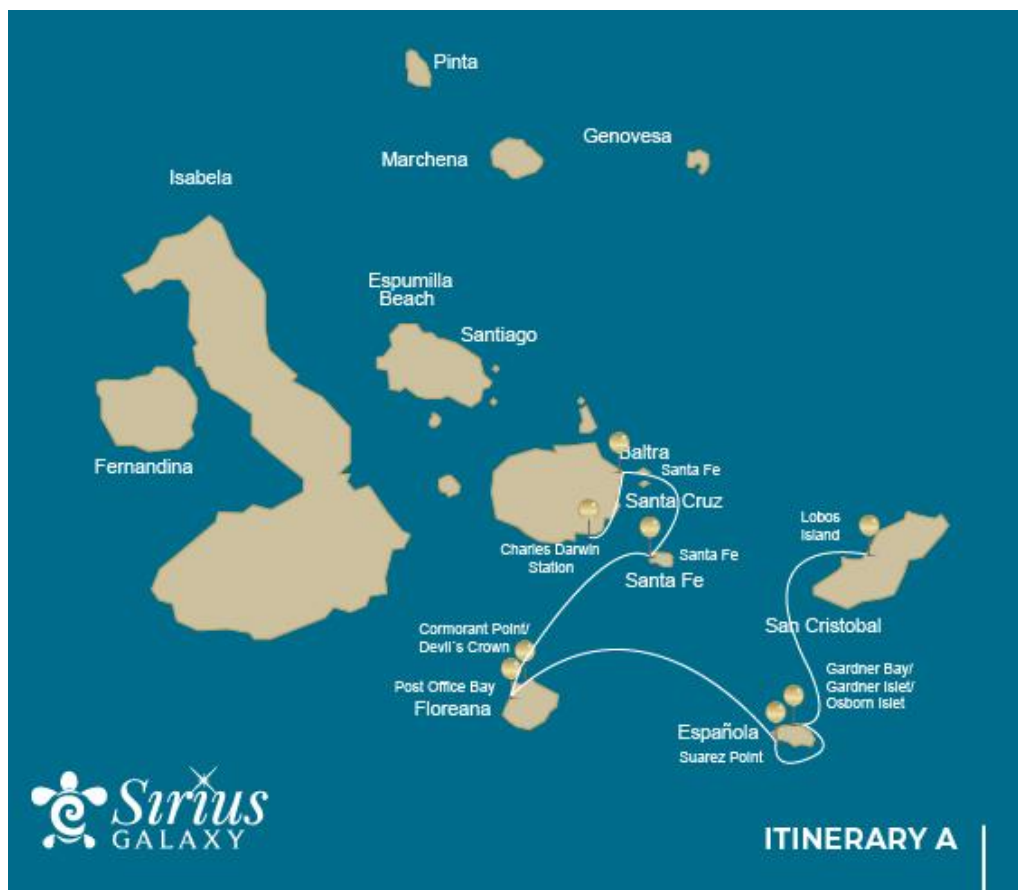 Pinta
Genovesa
Marchena
Isabela
Espumilla
Beach
Santiago
Fernandina
Baltra
Santa Fe
Santa Cruz
Lobos
Island
Charles Darwin
Station
Santa Fe
Santa Fe
San Cristobal
Cormorant Point/
Devil´s Crown
Post Office Bay
Floreana
Gardner Bay/
Gardner Islet/
Osborn Islet
Española
Suarez Point
Sirius
GALAXY
ITINERARY A